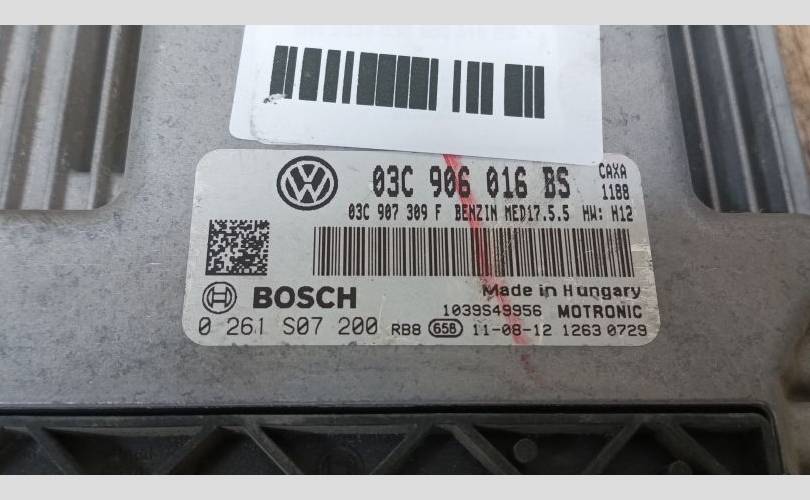 03C 906 016 BS CAXA
1188
03C 907 309 F BENZIN MED17.5.5 HW: H12
BOSCH Made in Hungary
1039S49956 MOTRONIC
0 261 S07 200 RB8 65B 11-08-12 1263 0729